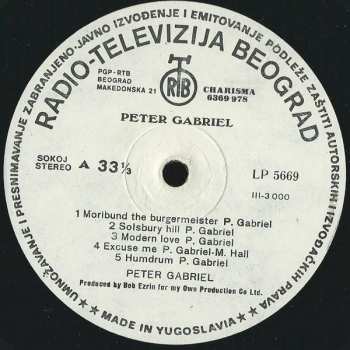 UMNOŽAVANJE I PRESNIMAVANJE ZABRANJENO·JAVNO IZVOĐENJE I EMITOVANJE PODLEŽE ZAŠTITI AUTORSKIH I IZVOĐAČKIH PRAVA
RADIO-TELEVIZIJA BEOGRAD
PGP-RTB
BEOGRAD
MAKEDONSKA 21
RTB
CHARISMA
6369 978
PETER GABRIEL
SOKOJ
STEREO
A 33⅓
LP 5669
III-3 000
1 Moribund the burgermeister P. Gabriel
2 Solsbury hill P. Gabriel
3 Modern love P. Gabriel
4 Excuse me P. Gabriel-M. Hall
5 Humdrum P. Gabriel
PETER GABRIEL
Produced by Bob Ezrin for my Own Production Co Ltd.
★ MADE IN YUGOSLAVIA ★